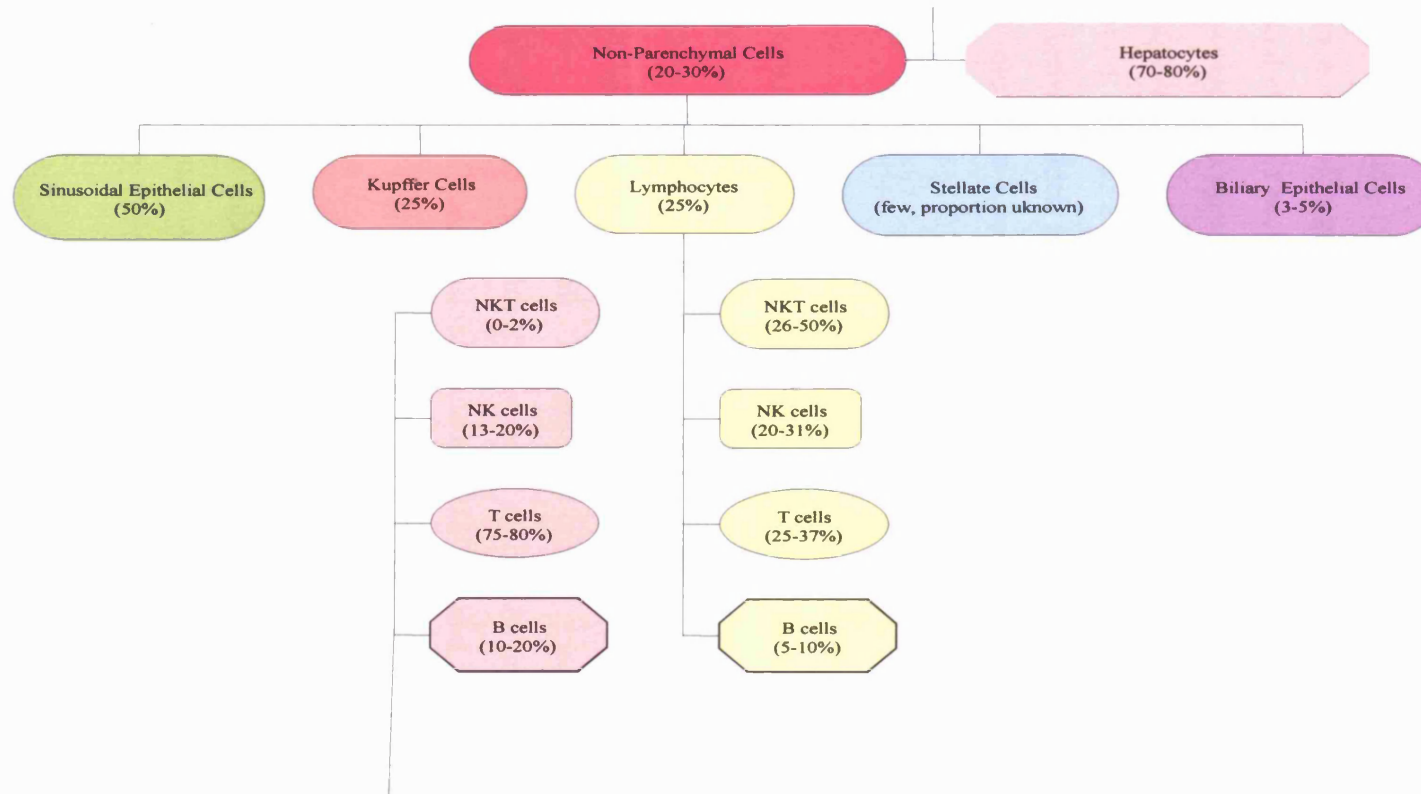 Non-Parenchymal Cells
(20-30%)
Hepatocytes
(70-80%)
Sinusoidal Epithelial Cells
(50%)
Kupffer Cells
(25%)
Lymphocytes
(25%)
Stellate Cells
(few, proportion uknown)
Biliary Epithelial Cells
(3-5%)
NKT cells
(0-2%)
NKT cells
(26-50%)
NK cells
(13-20%)
NK cells
(20-31%)
T cells
(75-80%)
T cells
(25-37%)
B cells
(10-20%)
B cells
(5-10%)